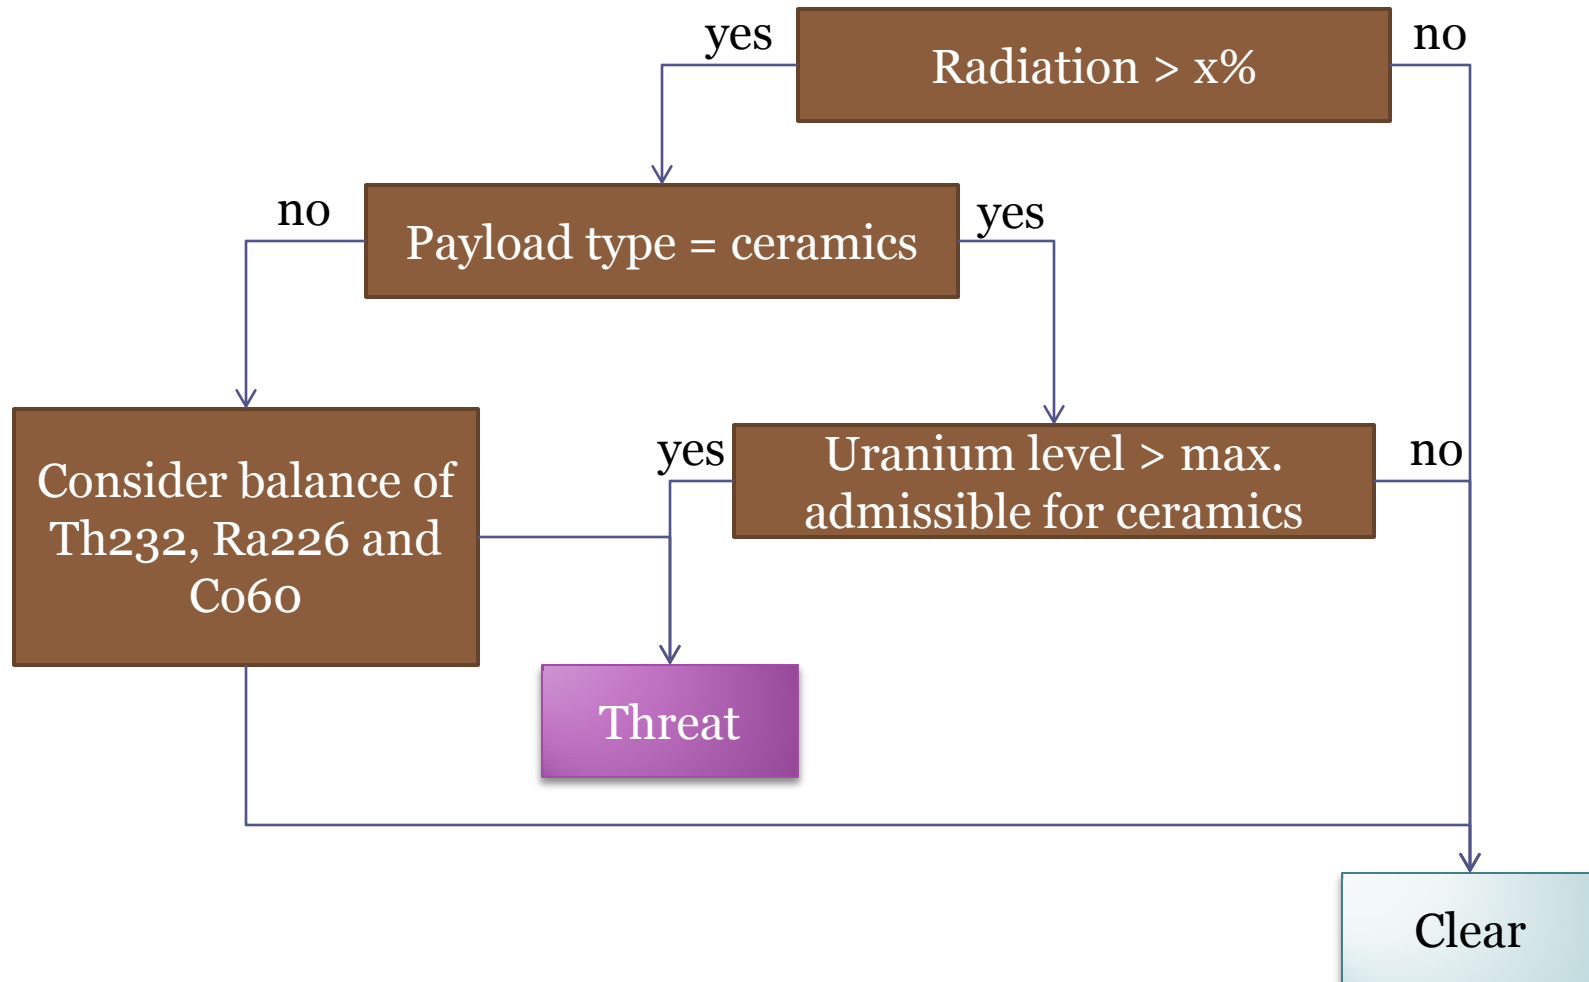 yes
Radiation > x%
no
no
Payload type = ceramics
yes
Consider balance of
Th232, Ra226 and
Co60
yes
Uranium level > max.
admissible for ceramics
no
Threat
Clear